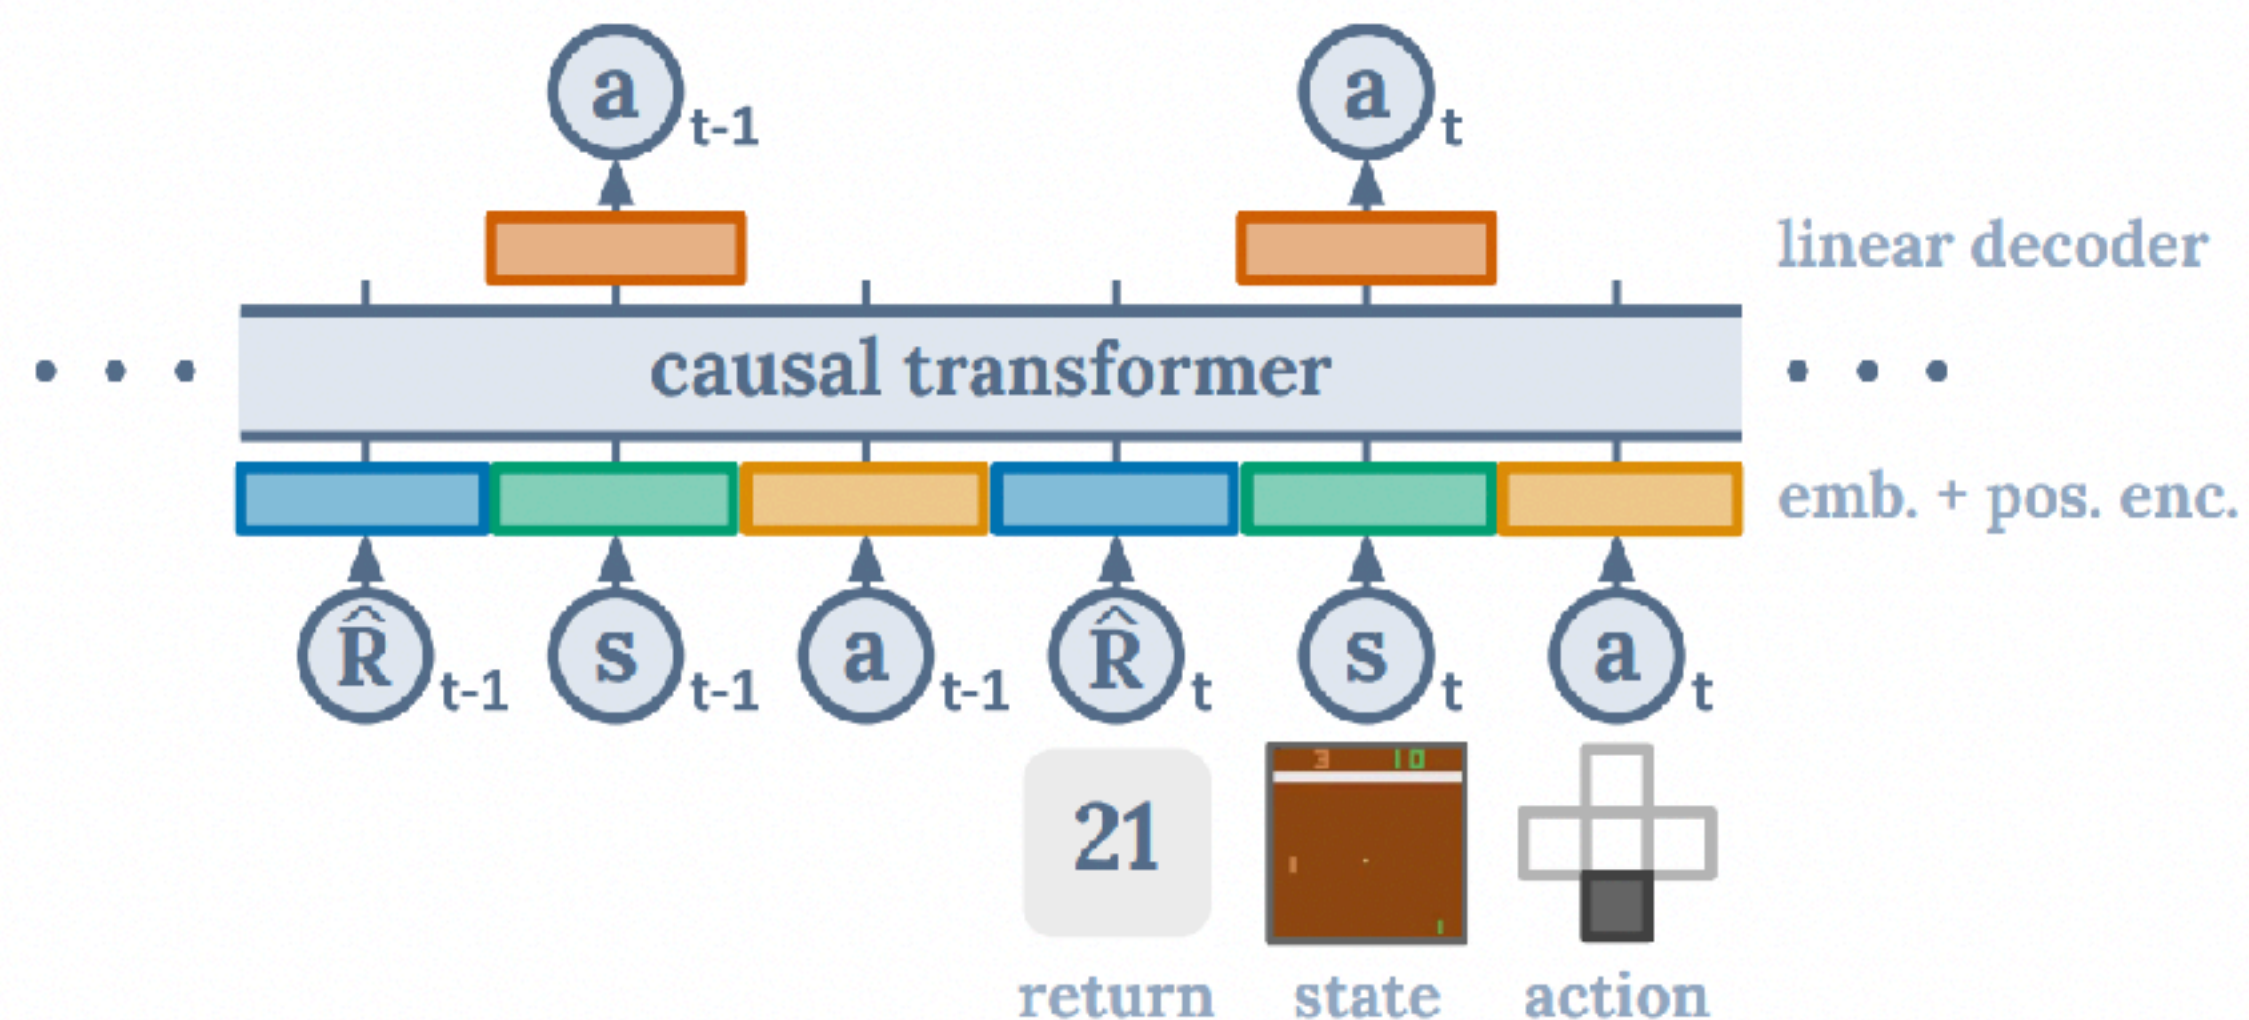 a t-1 a t
linear decoder
causal transformer
emb. + pos. enc.
R̂ t-1 s t-1 a t-1 R̂ t s t a t
3 10
21
return state action